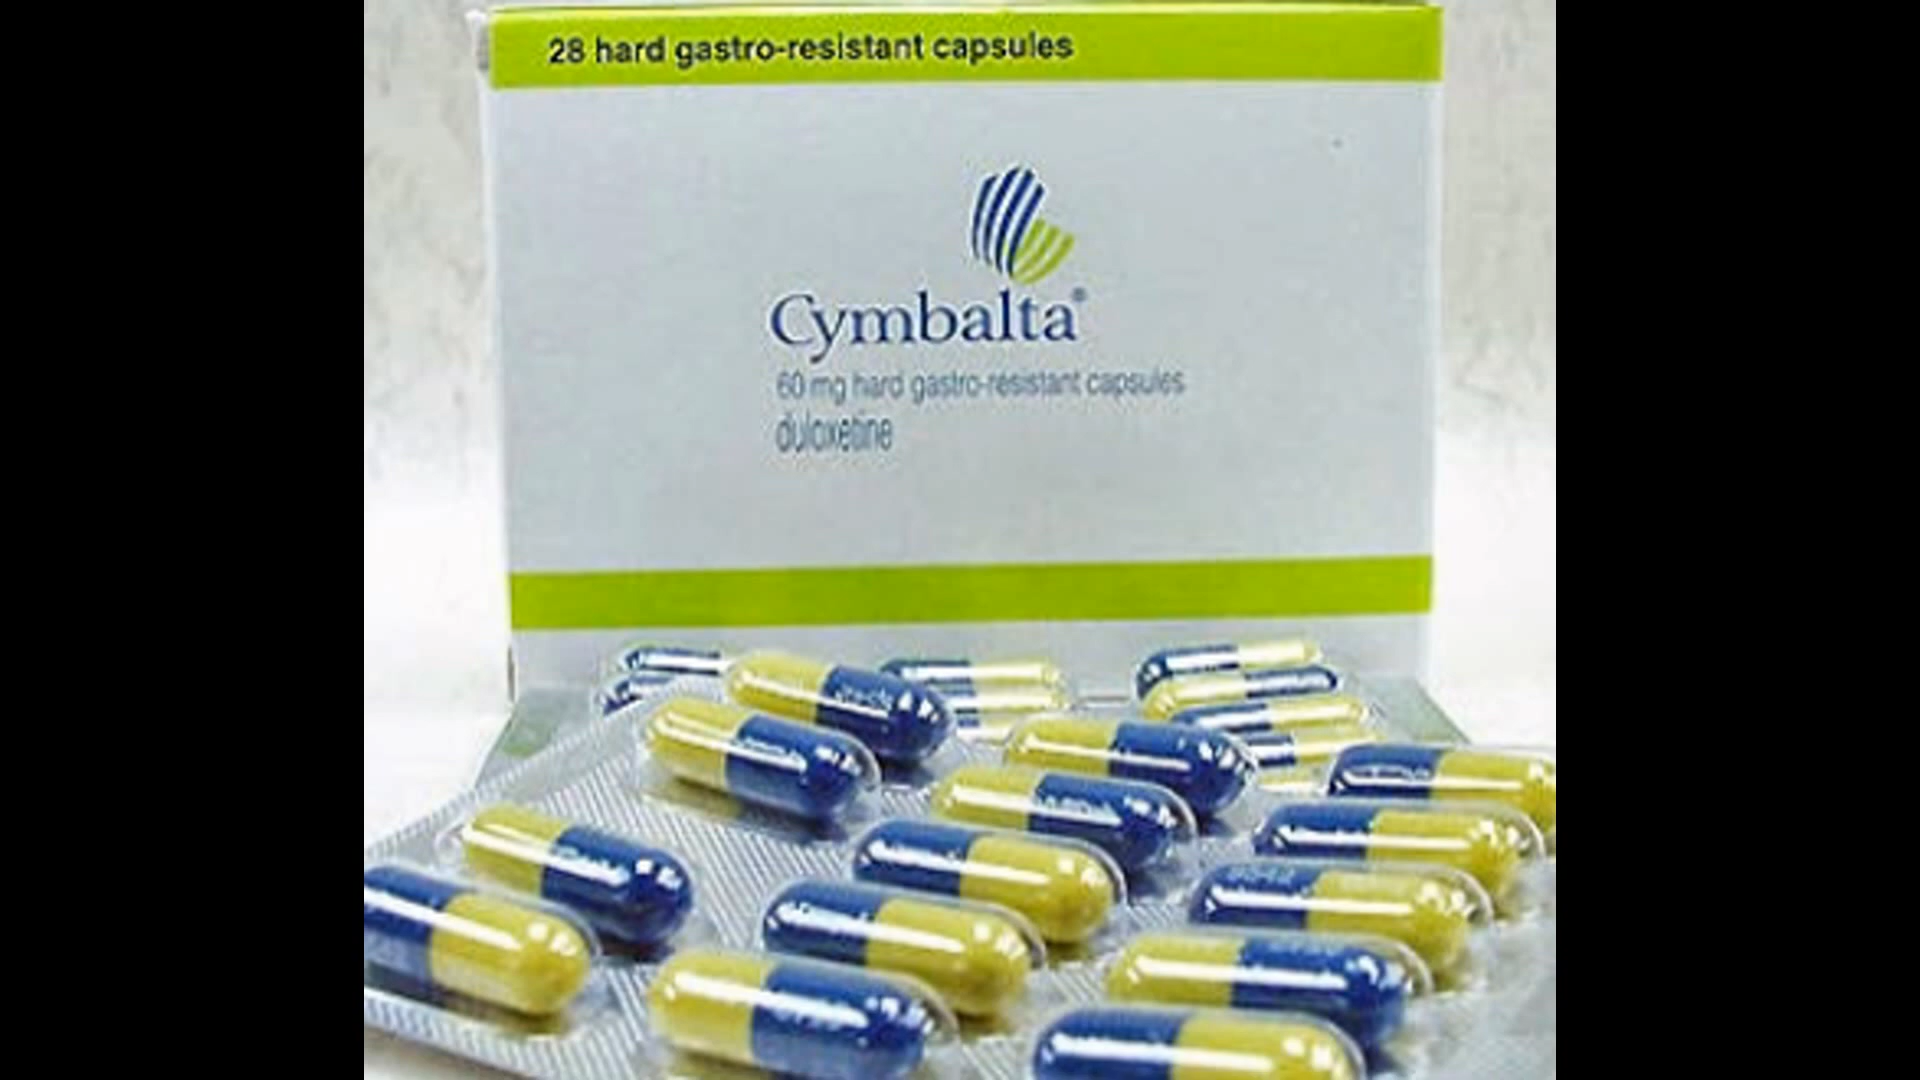 28 hard gastro-resistant capsules
Cymbalta®
60 mg hard gastro-resistant capsules
duloxetine